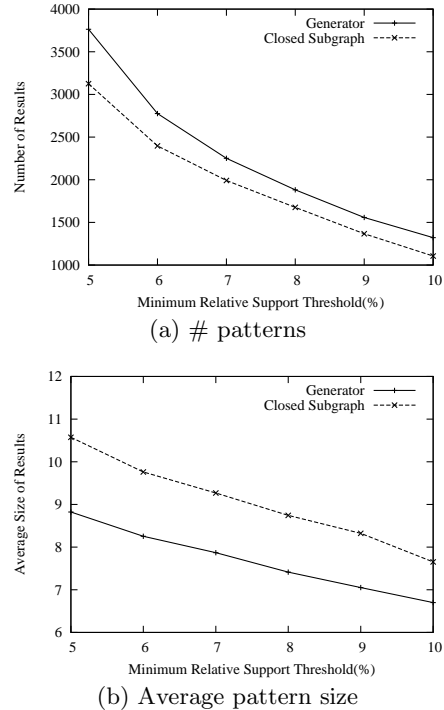 4000
3500
3000
2500
2000
1500
1000
Number of Results
Generator
Closed Subgraph
5 6 7 8 9 10
Minimum Relative Support Threshold(%)
(a) # patterns
12
11
10
9
8
7
6
Average Size of Results
Generator
Closed Subgraph
5 6 7 8 9 10
Minimum Relative Support Threshold(%)
(b) Average pattern size